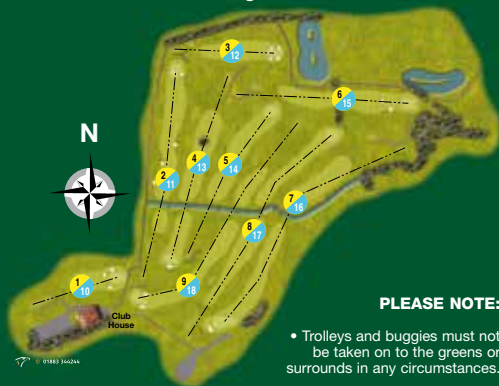 3
12
6
15
N
4
13
5
14
2
11
7
16
8
17
1
10
9
18
Club
House
PLEASE NOTE:
• Trolleys and buggies must not
be taken on to the greens or
surrounds in any circumstances.
01883 344244